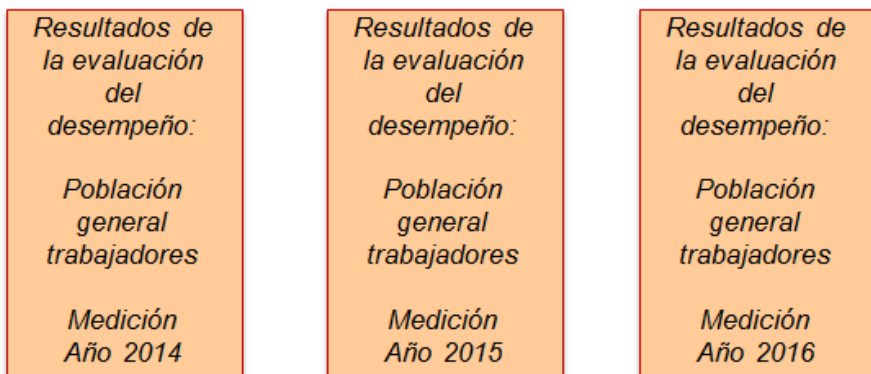 Resultados de
la evaluación
del
desempeño:
Población
general
trabajadores
Medición
Año 2014
Resultados de
la evaluación
del
desempeño:
Población
general
trabajadores
Medición
Año 2015
Resultados de
la evaluación
del
desempeño:
Población
general
trabajadores
Medición
Año 2016